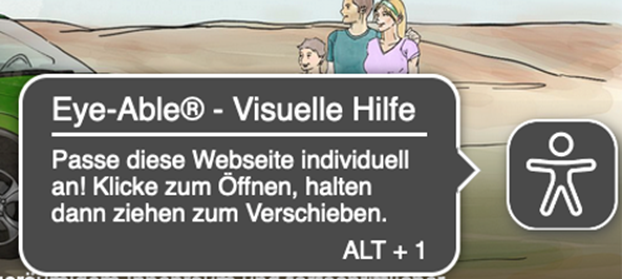 Eye-Able® - Visuelle Hilfe
Passe diese Webseite individuell
an! Klicke zum Öffnen, halten
dann ziehen zum Verschieben.
ALT + 1